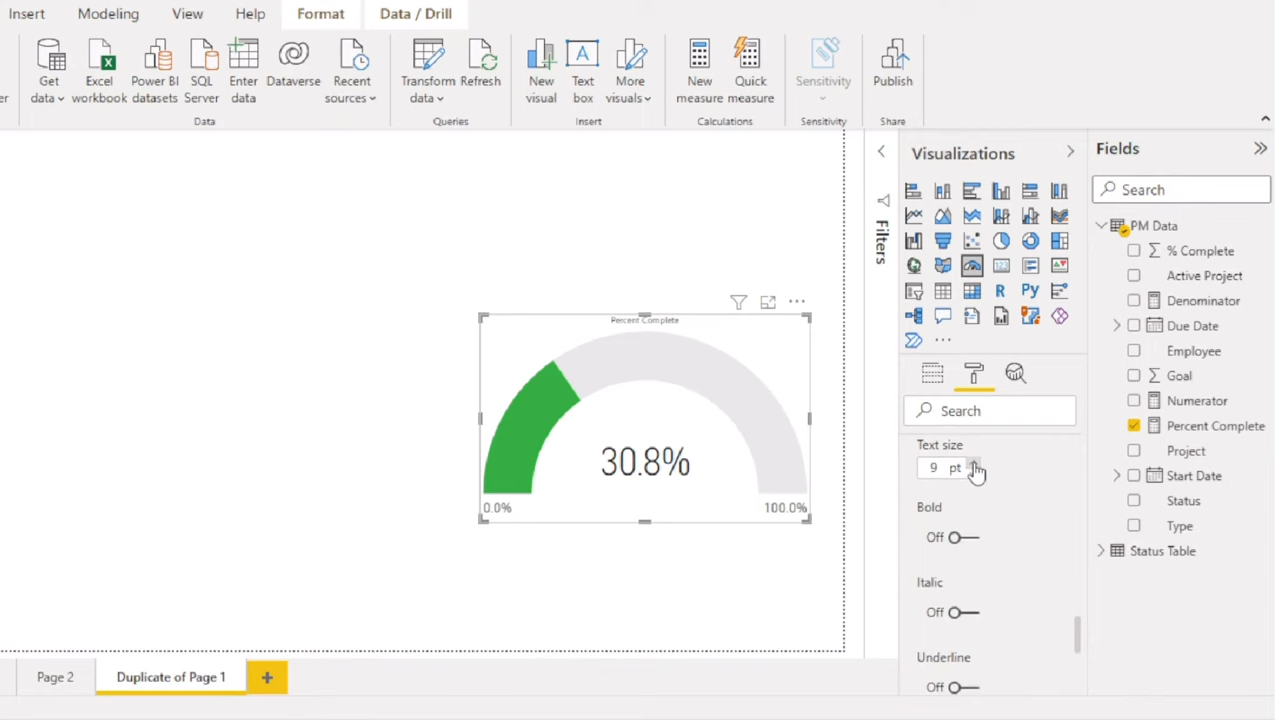 Insert
Modeling
View
Help
Format
Data / Drill
Get data
Excel workbook
Power BI datasets
SQL Server
Enter data
Dataverse
Recent sources
Transform data
Refresh
New visual
Text box
More visuals
New measure
Quick measure
Sensitivity
Publish
Data
Queries
Insert
Calculations
Sensitivity
Share
Filters
Percent Complete
30.8%
0.0%
100.0%
Visualizations
R
Py
Search
Text size
9 pt
Bold
Off
Italic
Off
Underline
Off
Fields
Search
PM Data
% Complete
Active Project
Denominator
Due Date
Employee
Goal
Numerator
Percent Complete
Project
Start Date
Status
Type
Status Table
Page 2
Duplicate of Page 1